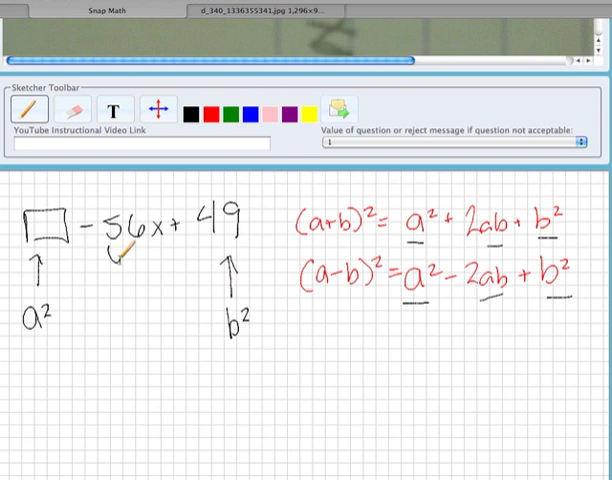 Snap Math
d_340_1336355341.jpg 1,296×9...
Sketcher Toolbar
T
YouTube Instructional Video Link
Value of question or reject message if question not acceptable:
1
□ - 56x + 49
a²
b²
(a+b)² = a² + 2ab + b²
(a-b)² = a² - 2ab + b²